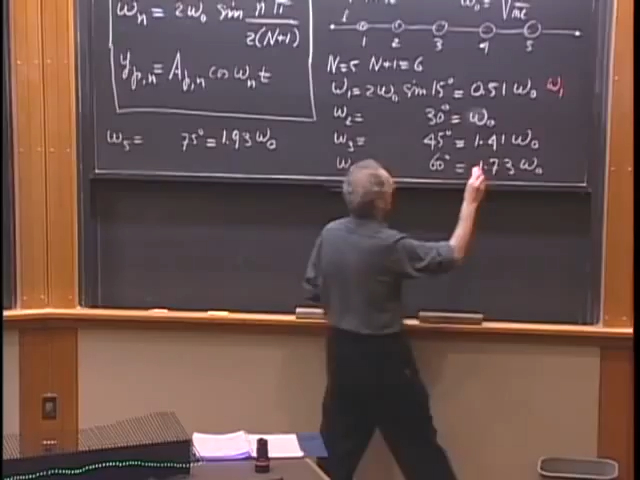 ωn = 2ω₀ sin nπ / 2(N+1)
yp,n = Ap,n cos ωn t
ω₅ = 75° = 1.93 ω₀
1 2 3 4 5
N=5 N+1=6
ω₁ = 2ω₀ sin 15° = 0.51 ω₀ ω₁
ω₂ = 30° = ω₀
ω₃ = 45° = 1.41 ω₀
ω 60° = 1.73 ω₀